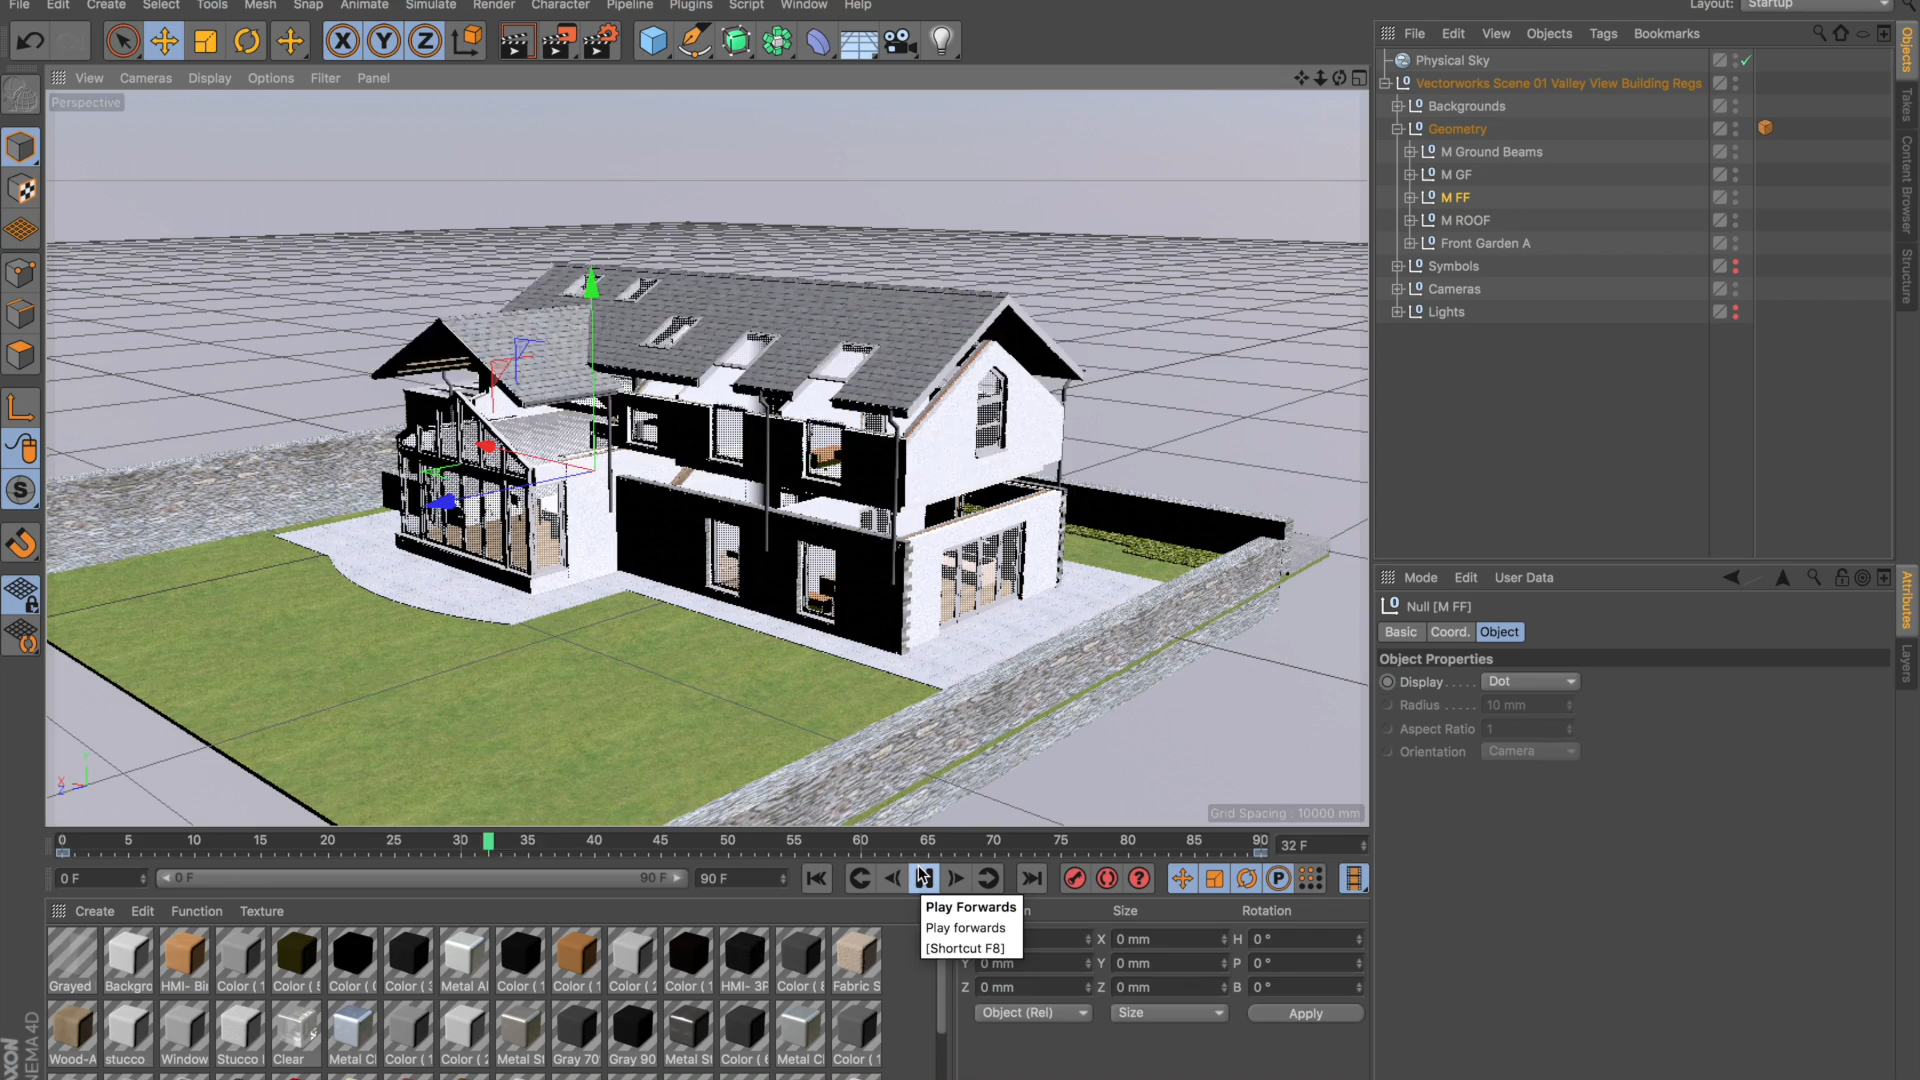 File Edit Create Select Tools Mesh Snap Animate Simulate Render Character Pipeline Plugins Script Window Help
Layout: Startup
View Cameras Display Options Filter Panel
Perspective
File Edit View Objects Tags Bookmarks
Physical Sky
Vectorworks Scene 01 Valley View Building Regs
Backgrounds
Geometry
M Ground Beams
M GF
M FF
M ROOF
Front Garden A
Symbols
Cameras
Lights
Objects
Takes
Content Browser
Structure
Mode Edit User Data
Null [M FF]
Basic Coord. Object
Object Properties
Display Dot
Radius 10 mm
Aspect Ratio 1
Orientation Camera
Attributes
Layers
X Y Z
Grid Spacing : 10000 mm
0 5 10 15 20 25 30 35 40 45 50 55 60 65 70 75 80 85 90 32 F
0 F 0 F 90 F 90 F
Play Forwards
Play forwards
[Shortcut F8]
Create Edit Function Texture
Size Rotation
X 0 mm H 0 °
Y 0 mm Y 0 mm P 0 °
Z 0 mm Z 0 mm B 0 °
Object (Rel) Size Apply
Grayed Backgro HMI- Bi Color ( Color ( Color ( Color ( Metal Al Color ( Color ( Color ( Color ( HMI- 3P Color ( Fabric S
Wood-A stucco Window Stucco Clear Metal Cl Color ( Color ( Metal St Gray 70 Gray 90 Metal St Color ( Metal Cl Color (